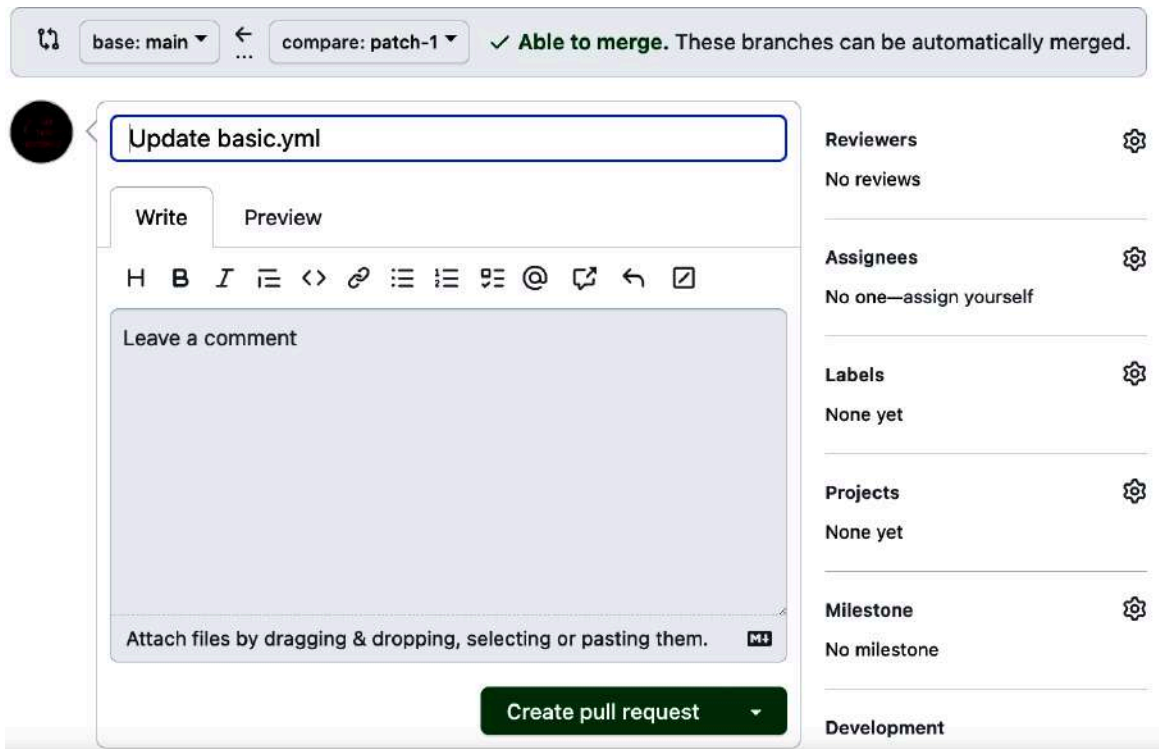 base: main compare: patch-1 Able to merge. These branches can be automatically merged.
Update basic.yml
Write Preview
Leave a comment
Attach files by dragging & dropping, selecting or pasting them.
Create pull request
Reviewers
No reviews
Assignees
No one—assign yourself
Labels
None yet
Projects
None yet
Milestone
No milestone
Development